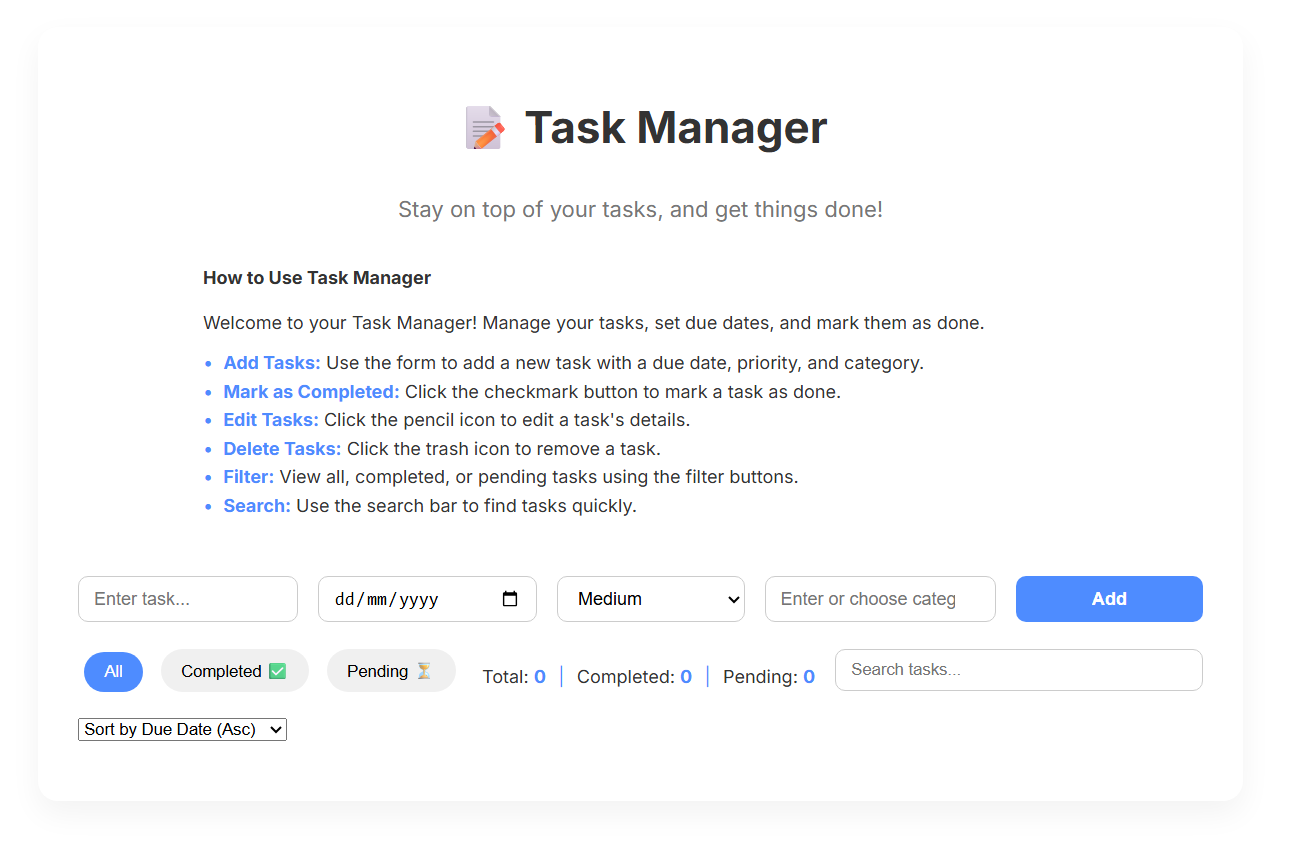 📝 Task Manager
Stay on top of your tasks, and get things done!
How to Use Task Manager
Welcome to your Task Manager! Manage your tasks, set due dates, and mark them as done.
• Add Tasks: Use the form to add a new task with a due date, priority, and category.
• Mark as Completed: Click the checkmark button to mark a task as done.
• Edit Tasks: Click the pencil icon to edit a task's details.
• Delete Tasks: Click the trash icon to remove a task.
• Filter: View all, completed, or pending tasks using the filter buttons.
• Search: Use the search bar to find tasks quickly.
Enter task... dd/mm/yyyy Medium Enter or choose categ Add
All Completed ✅ Pending ⏳ Total: 0 | Completed: 0 | Pending: 0 Search tasks...
Sort by Due Date (Asc)